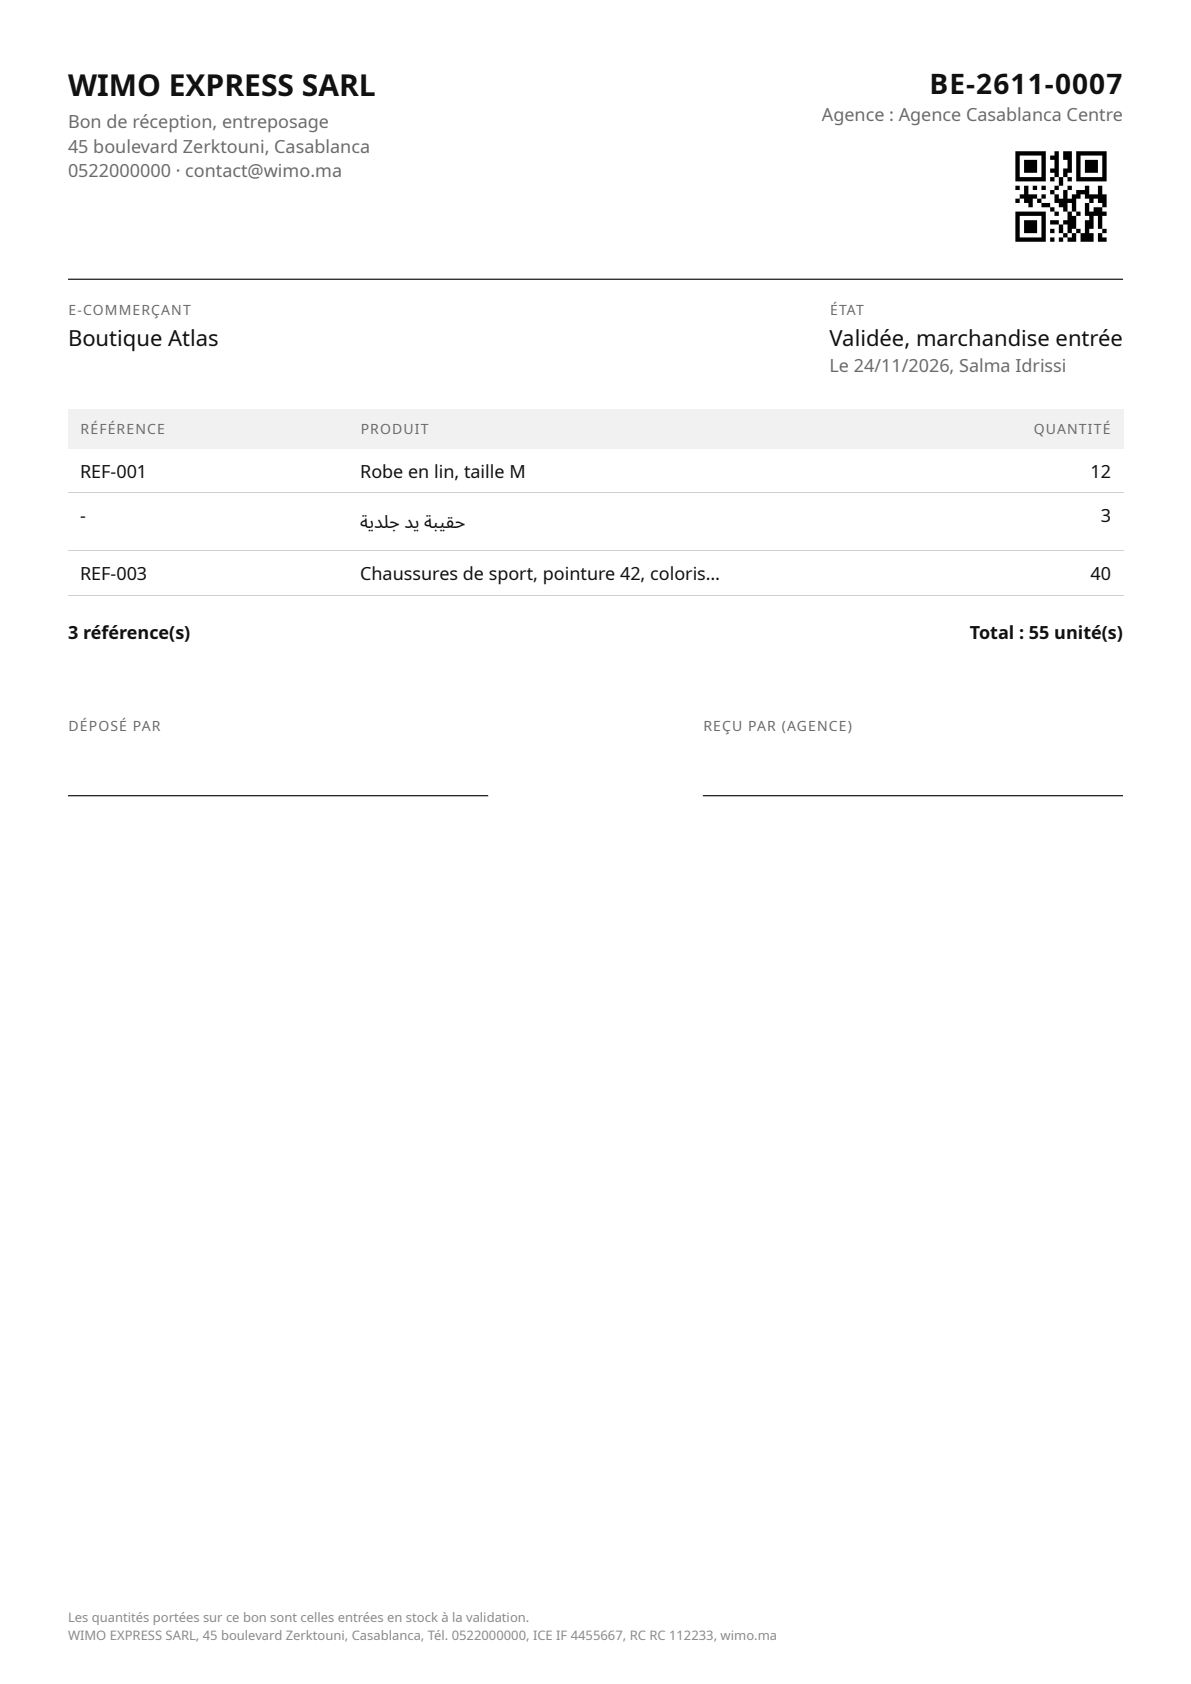 WIMO EXPRESS SARL
Bon de réception, entreposage
45 boulevard Zerktouni, Casablanca
0522000000 · contact@wimo.ma
BE-2611-0007
Agence : Agence Casablanca Centre
E-COMMERÇANT
Boutique Atlas
ÉTAT
Validée, marchandise entrée
Le 24/11/2026, Salma Idrissi
RÉFÉRENCE PRODUIT QUANTITÉ
REF-001 Robe en lin, taille M 12
- حقيبة يد جلدية 3
REF-003 Chaussures de sport, pointure 42, coloris… 40
3 référence(s) Total : 55 unité(s)
DÉPOSÉ PAR REÇU PAR (AGENCE)
Les quantités portées sur ce bon sont celles entrées en stock à la validation.
WIMO EXPRESS SARL, 45 boulevard Zerktouni, Casablanca, Tél. 0522000000, ICE IF 4455667, RC RC 112233, wimo.ma